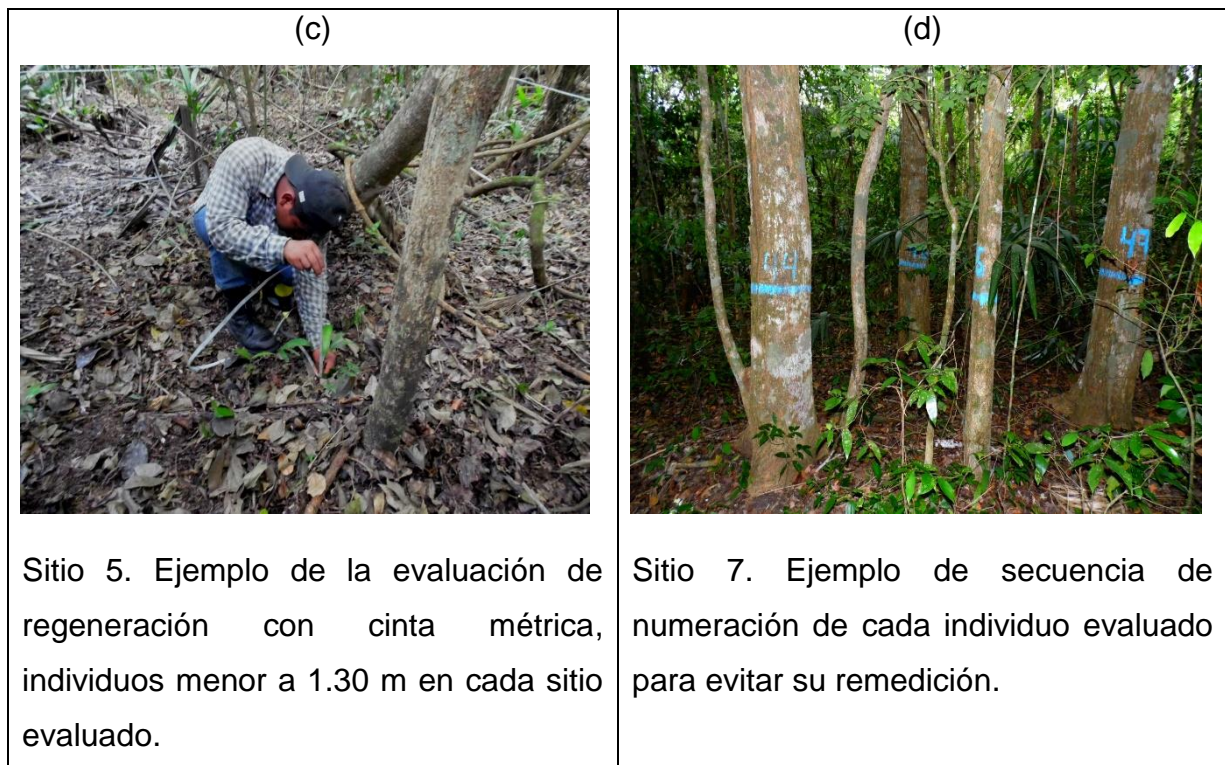 (c)
(d)
44
47
Sitio 5. Ejemplo de la evaluación de
regeneración con cinta métrica,
individuos menor a 1.30 m en cada sitio
evaluado.
Sitio 7. Ejemplo de secuencia de
numeración de cada individuo evaluado
para evitar su remedición.